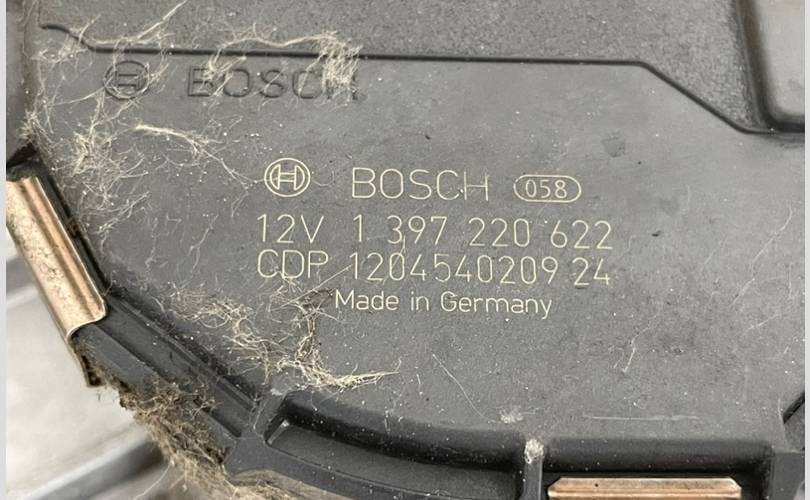 BOSCH
BOSCH 058
12V 1 397 220 622
CDP 1204540209 24
Made in Germany